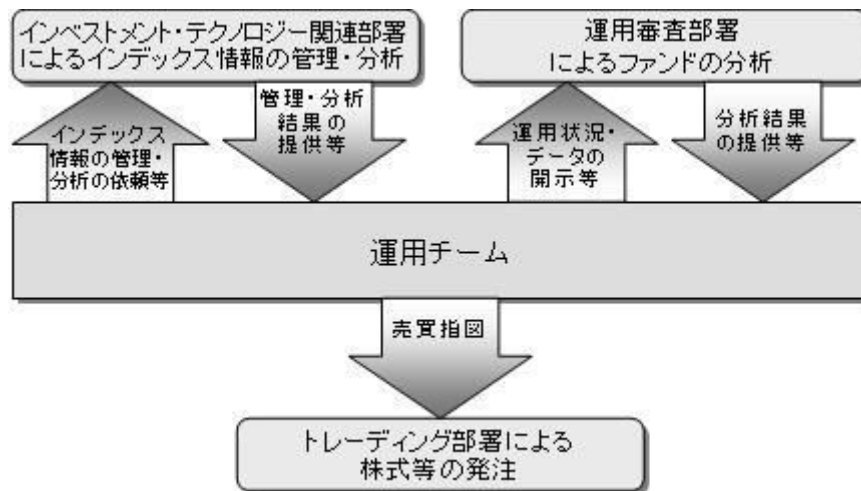 インベストメント・テクノロジー関連部署
によるインデックス情報の管理・分析
運用審査部署
によるファンドの分析
インデックス
情報の管理・
分析の依頼等
管理・分析
結果の
提供等
運用状況・
データの
開示等
分析結果
の提供等
運用チーム
売買指図
トレーディング部署による
株式等の発注